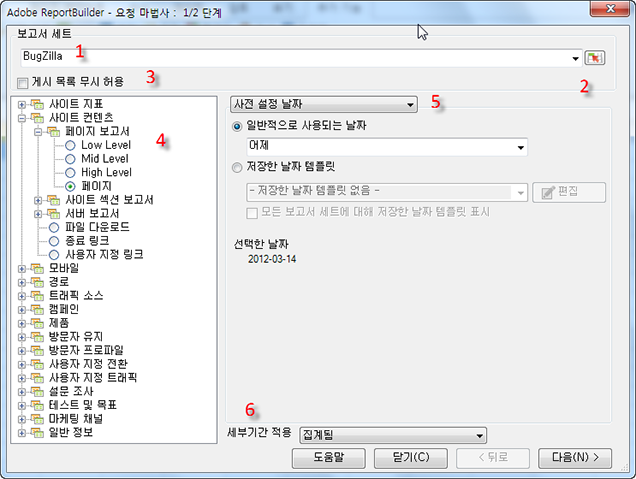 Adobe ReportBuilder - 요청 마법사 : 1/2 단계
보고서 세트
BugZilla
1
2
게시 목록 무시 허용
3
사이트 지표
사이트 컨텐츠
페이지 보고서
4
Low Level
Mid Level
High Level
페이지
사이트 섹션 보고서
서버 보고서
파일 다운로드
종료 링크
사용자 지정 링크
모바일
경로
트래픽 소스
캠페인
제품
방문자 유지
방문자 프로파일
사용자 지정 전환
사용자 지정 트래픽
설문 조사
테스트 및 목표
마케팅 채널
일반 정보
사전 설정 날짜
5
일반적으로 사용되는 날짜
어제
저장한 날짜 템플릿
- 저장한 날짜 템플릿 없음 -
편집
모든 보고서 세트에 대해 저장한 날짜 템플릿 표시
선택한 날짜
2012-03-14
6
세부기간 적용
집계됨
도움말
닫기(C)
< 뒤로
다음(N) >